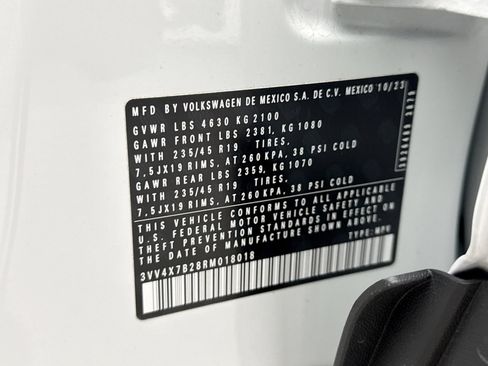 MFD BY VOLKSWAGEN DE MEXICO S.A. DE C.V. MEXICO 10/23
GVWR LBS 4630 KG 2100
GAWR FRONT LBS 2381, KG 1080
WITH 235/45 R19 TIRES,
7,5JX19 RIMS, AT 260 KPA, 38 PSI COLD
GAWR REAR LBS 2359, KG 1070
WITH 235/45 R19 TIRES,
7,5JX19 RIMS, AT 260 KPA, 38 PSI COLD
THIS VEHICLE CONFORMS TO ALL APPLICABLE
U.S. FEDERAL MOTOR VEHICLE SAFETY AND
THEFT PREVENTION STANDARDS IN EFFECT ON
THE DATE OF MANUFACTURE SHOWN ABOVE.
TYPE: MPV
3VV4X7B28RM018018